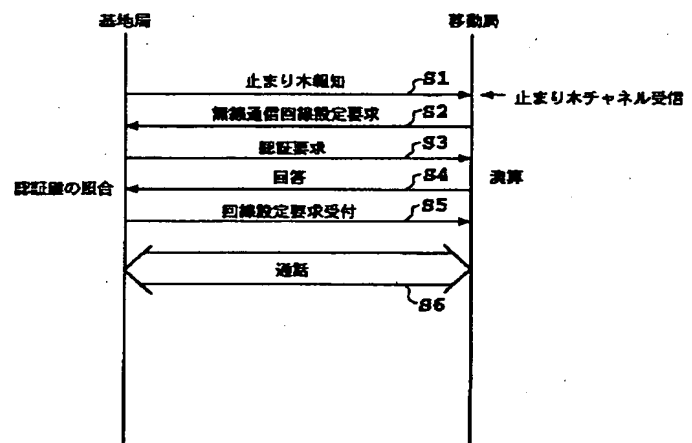 基地局
移動局
止まり木報知
S1
止まり木チャネル受信
無線通信回線設定要求
S2
認証要求
S3
認証鍵の照合
回答
S4
演算
回線設定要求受付
S5
通話
S6